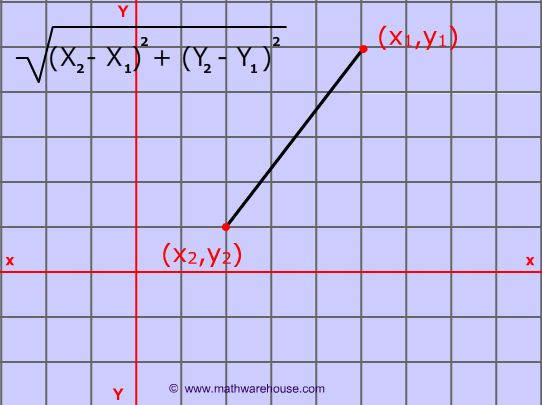 Y
(x₁,y₁)
√(X₂ - X₁)² + (Y₂ - Y₁)²
(x₂,y₂)
x x
Y
© www.mathwarehouse.com